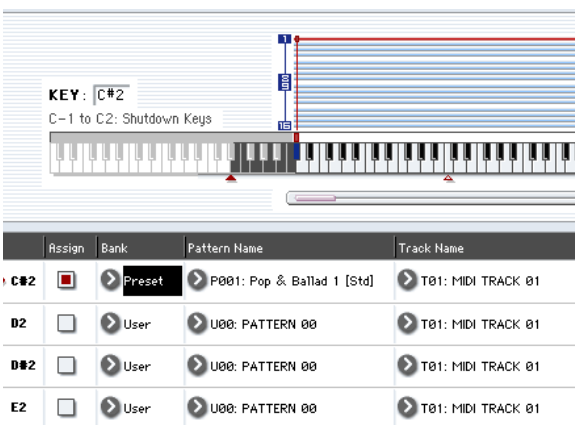 1
8
9
16
KEY: C#2
C-1 to C2: Shutdown Keys
Assign Bank Pattern Name Track Name
C#2 Preset P001: Pop & Ballad 1 [Std] T01: MIDI TRACK 01
D2 User U00: PATTERN 00 T01: MIDI TRACK 01
D#2 User U00: PATTERN 00 T01: MIDI TRACK 01
E2 User U00: PATTERN 00 T01: MIDI TRACK 01